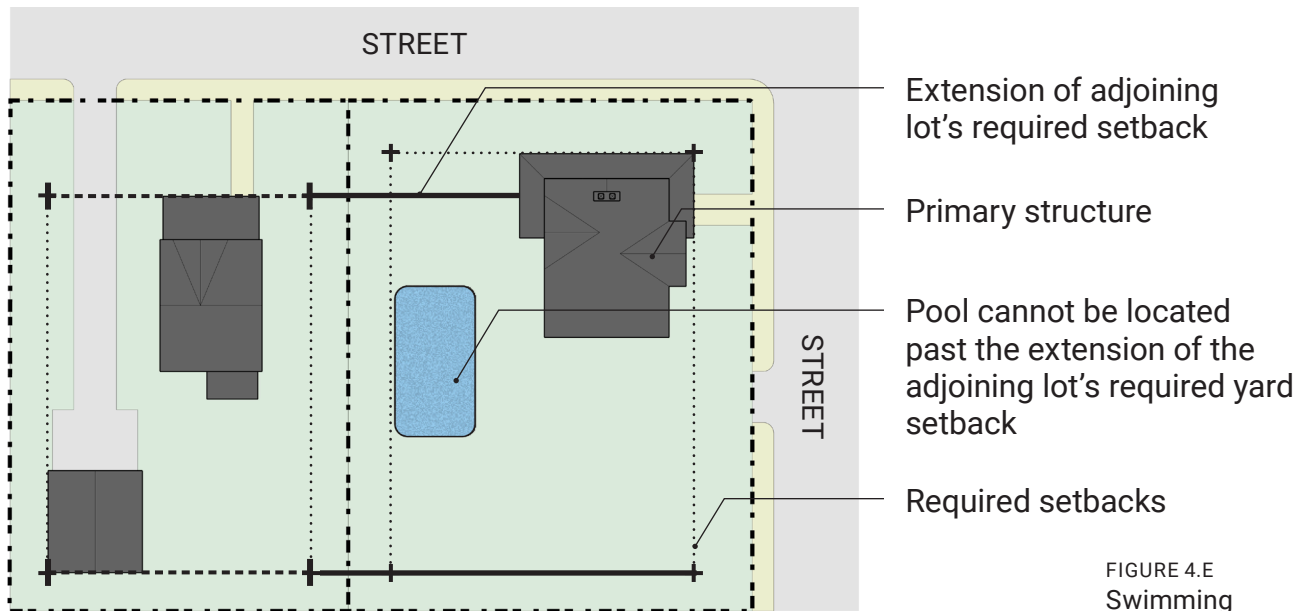 STREET
Extension of adjoining
lot's required setback
Primary structure
Pool cannot be located
past the extension of the
adjoining lot's required yard
setback
STREET
Required setbacks
FIGURE 4.E
Swimming